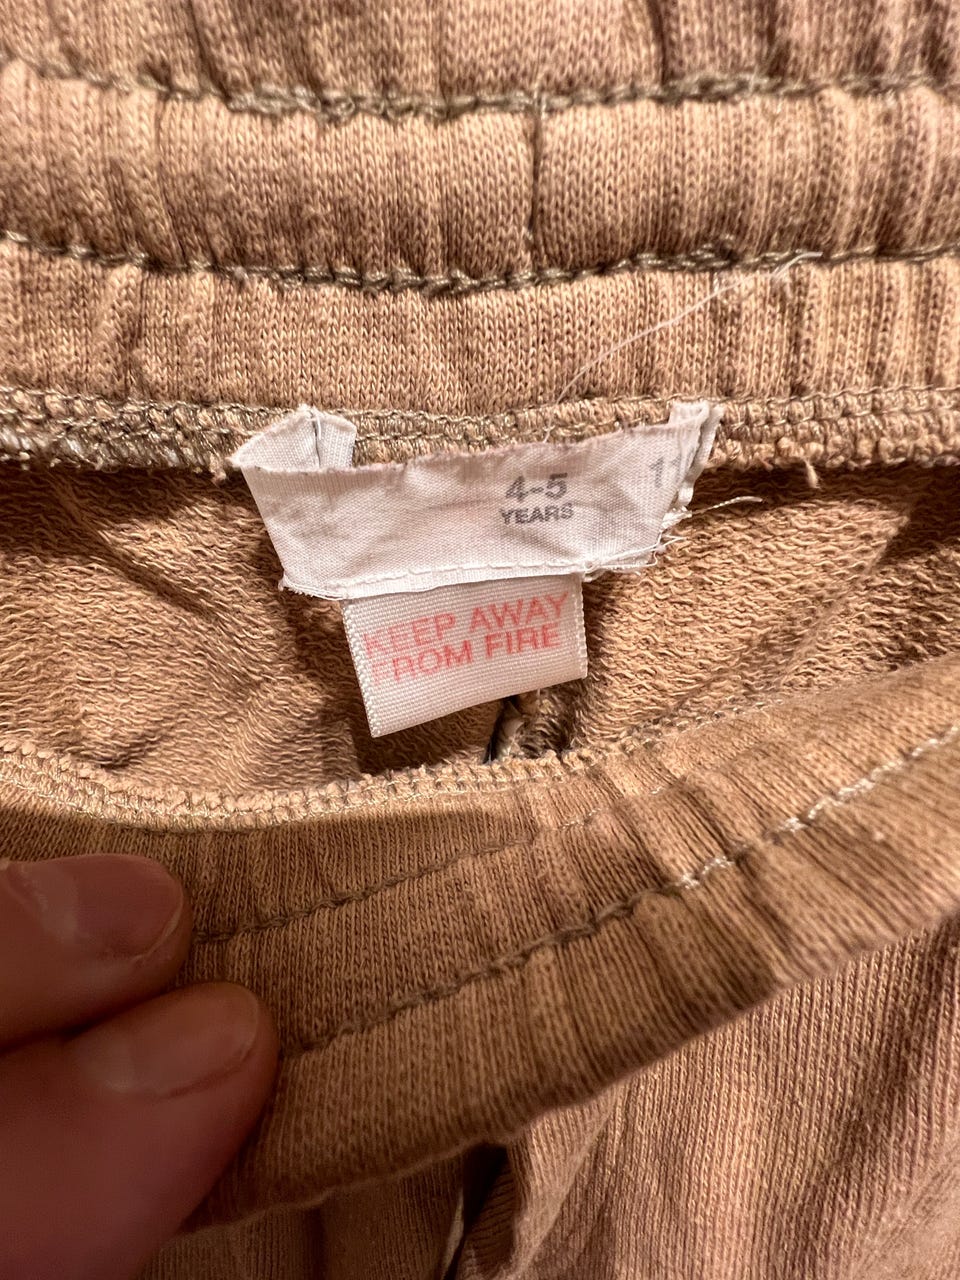 4-5
YEARS
KEEP AWAY
FROM FIRE